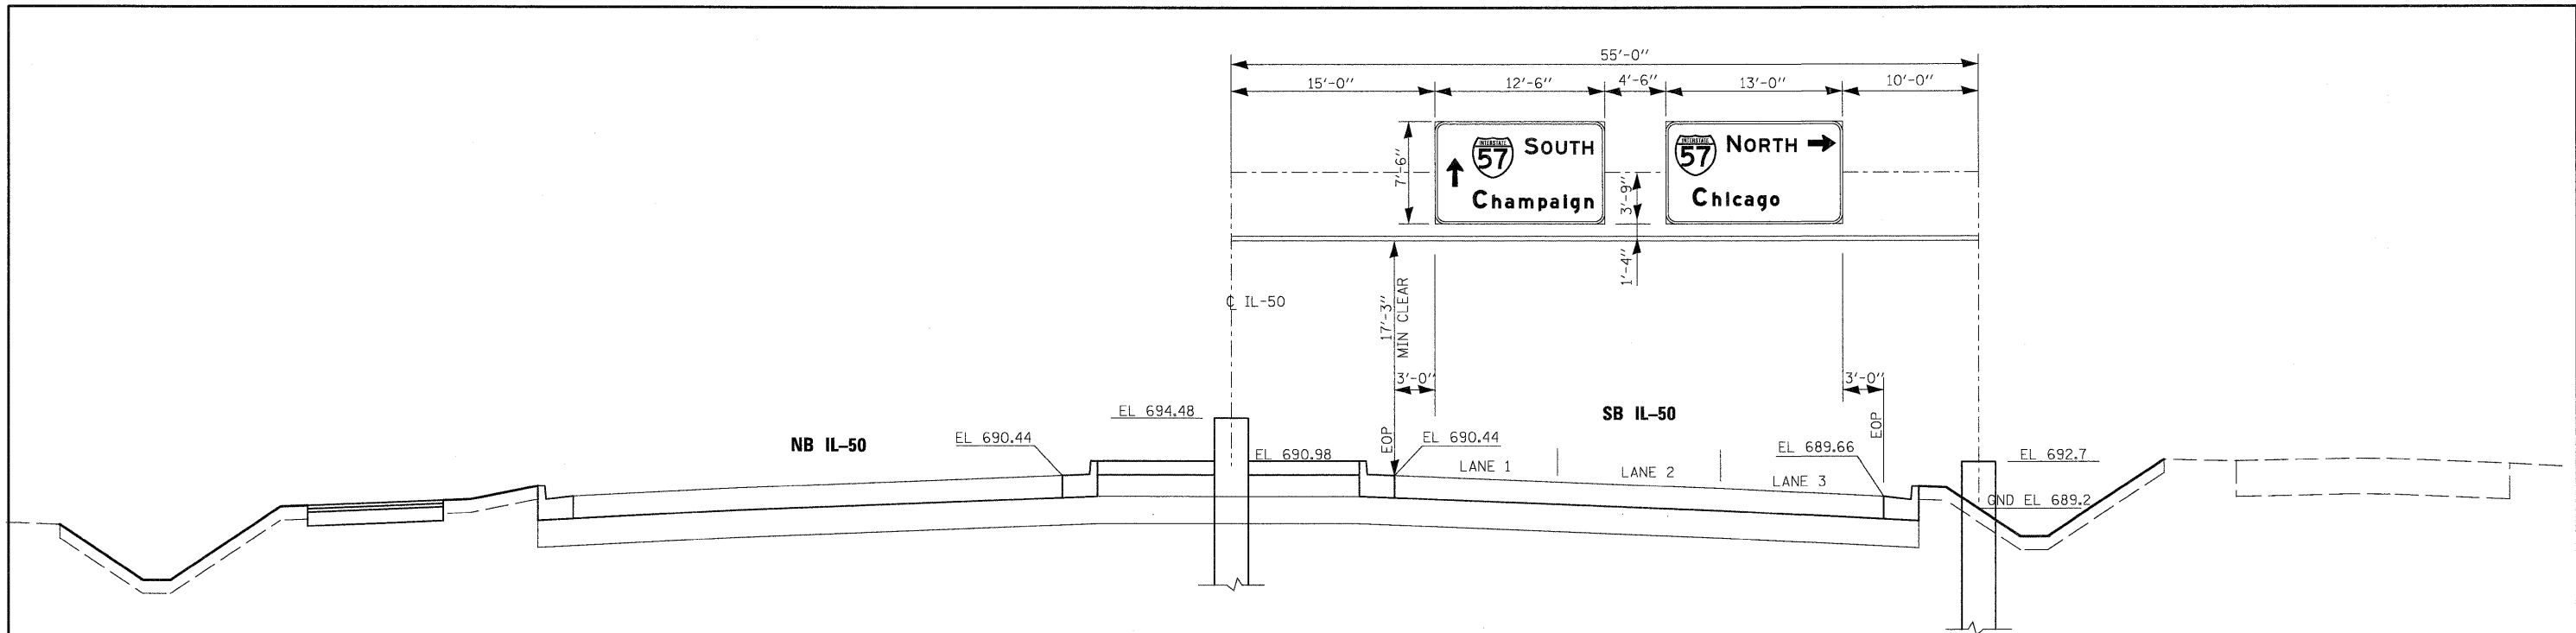 55'-0"
15'-0" 12'-6" 4'-6" 13'-0" 10'-0"
7'-6"
INTERSTATE
57 SOUTH
Champaign
INTERSTATE
57 NORTH
Chicago
3'-9"
1'-4"
℄ IL-50
17'-3"
MIN CLEAR
3'-0" 3'-0"
EOP EOP
NB IL-50
SB IL-50
EL 694.48
EL 690.44
EL 690.98
EL 690.44
LANE 1
LANE 2
LANE 3
EL 689.66
EL 692.7
GND EL 689.2